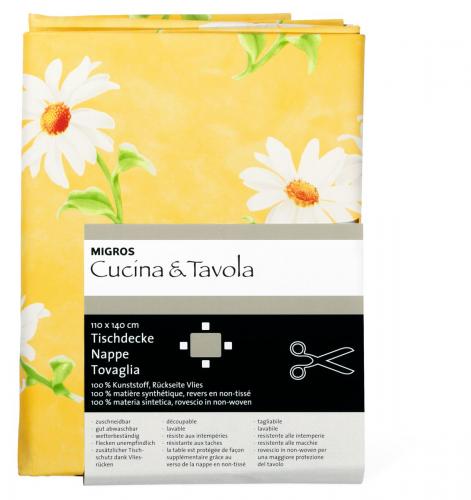 MIGROS
Cucina & Tavola
110 x 140 cm
Tischdecke
Nappe
Tovaglia
100 % Kunststoff, Rückseite Vlies
100 % matière synthétique, revers en non-tissé
100 % materia sintetica, rovescio in non-woven
· zuschneidbar
· gut abwaschbar
· wetterbeständig
· Flecken unempfindlich
· zusätzlicher Tisch-
schutz dank Vlies-
rücken
· découpable
· lavable
· résiste aux intempéries
· résistant aux taches
· la table est protégée de façon
supplémentaire grâce au
verso de la nappe en non-tissé
· tagliabile
· lavabile
· resistente alle intemperie
· resistente alle macchie
· rovescio in non-woven per
una maggiore protezione
del tavolo